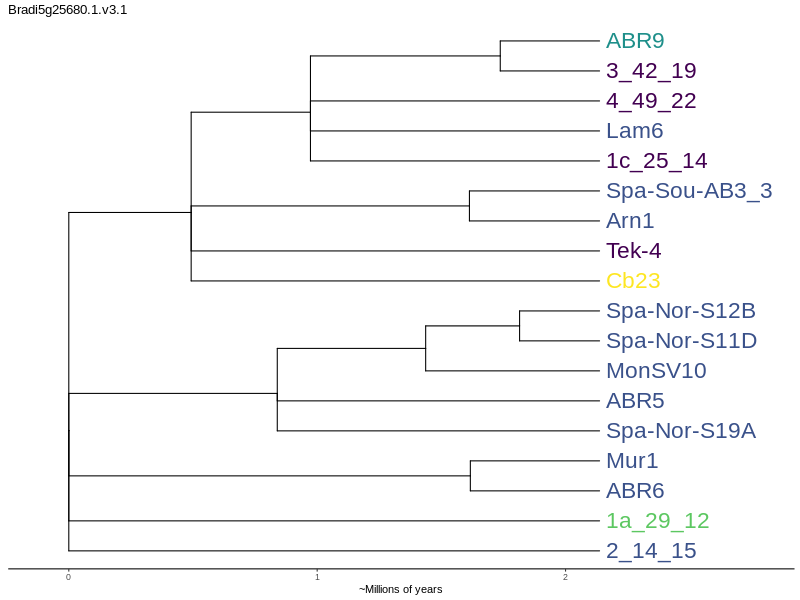 Bradi5g25680.1.v3.1
ABR9
3_42_19
4_49_22
Lam6
1c_25_14
Spa-Sou-AB3_3
Arn1
Tek-4
Cb23
Spa-Nor-S12B
Spa-Nor-S11D
MonSV10
ABR5
Spa-Nor-S19A
Mur1
ABR6
1a_29_12
2_14_15
0 1 2
~Millions of years